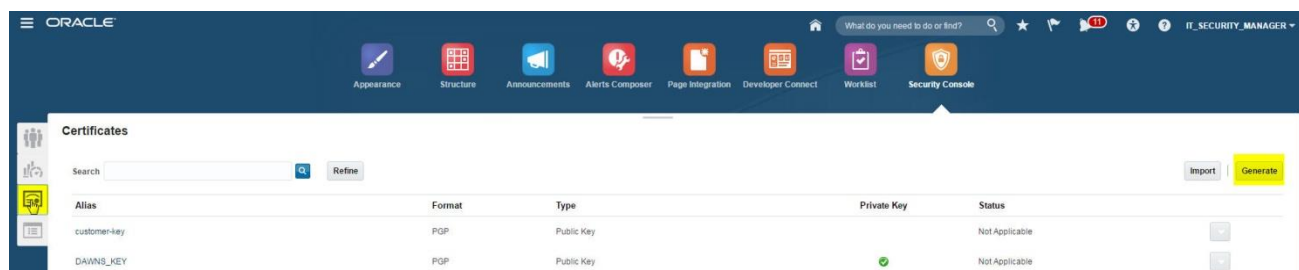 ORACLE
What do you need to do or find?
11
IT_SECURITY_MANAGER
Appearance Structure Announcements Alerts Composer Page Integration Developer Connect Worklist Security Console
Certificates
Search Refine Import Generate
Alias Format Type Private Key Status
customer-key PGP Public Key Not Applicable
DAWNS_KEY PGP Public Key Not Applicable